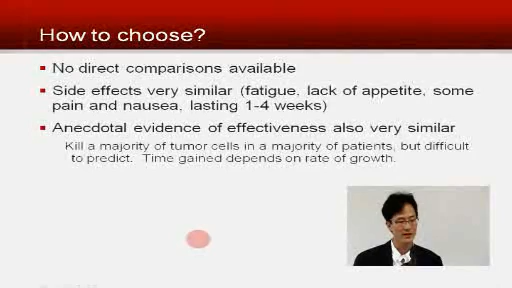 How to choose?
No direct comparisons available
Side effects very similar (fatigue, lack of appetite, some
pain and nausea, lasting 1-4 weeks)
Anecdotal evidence of effectiveness also very similar
Kill a majority of tumor cells in a majority of patients, but difficult
to predict. Time gained depends on rate of growth.